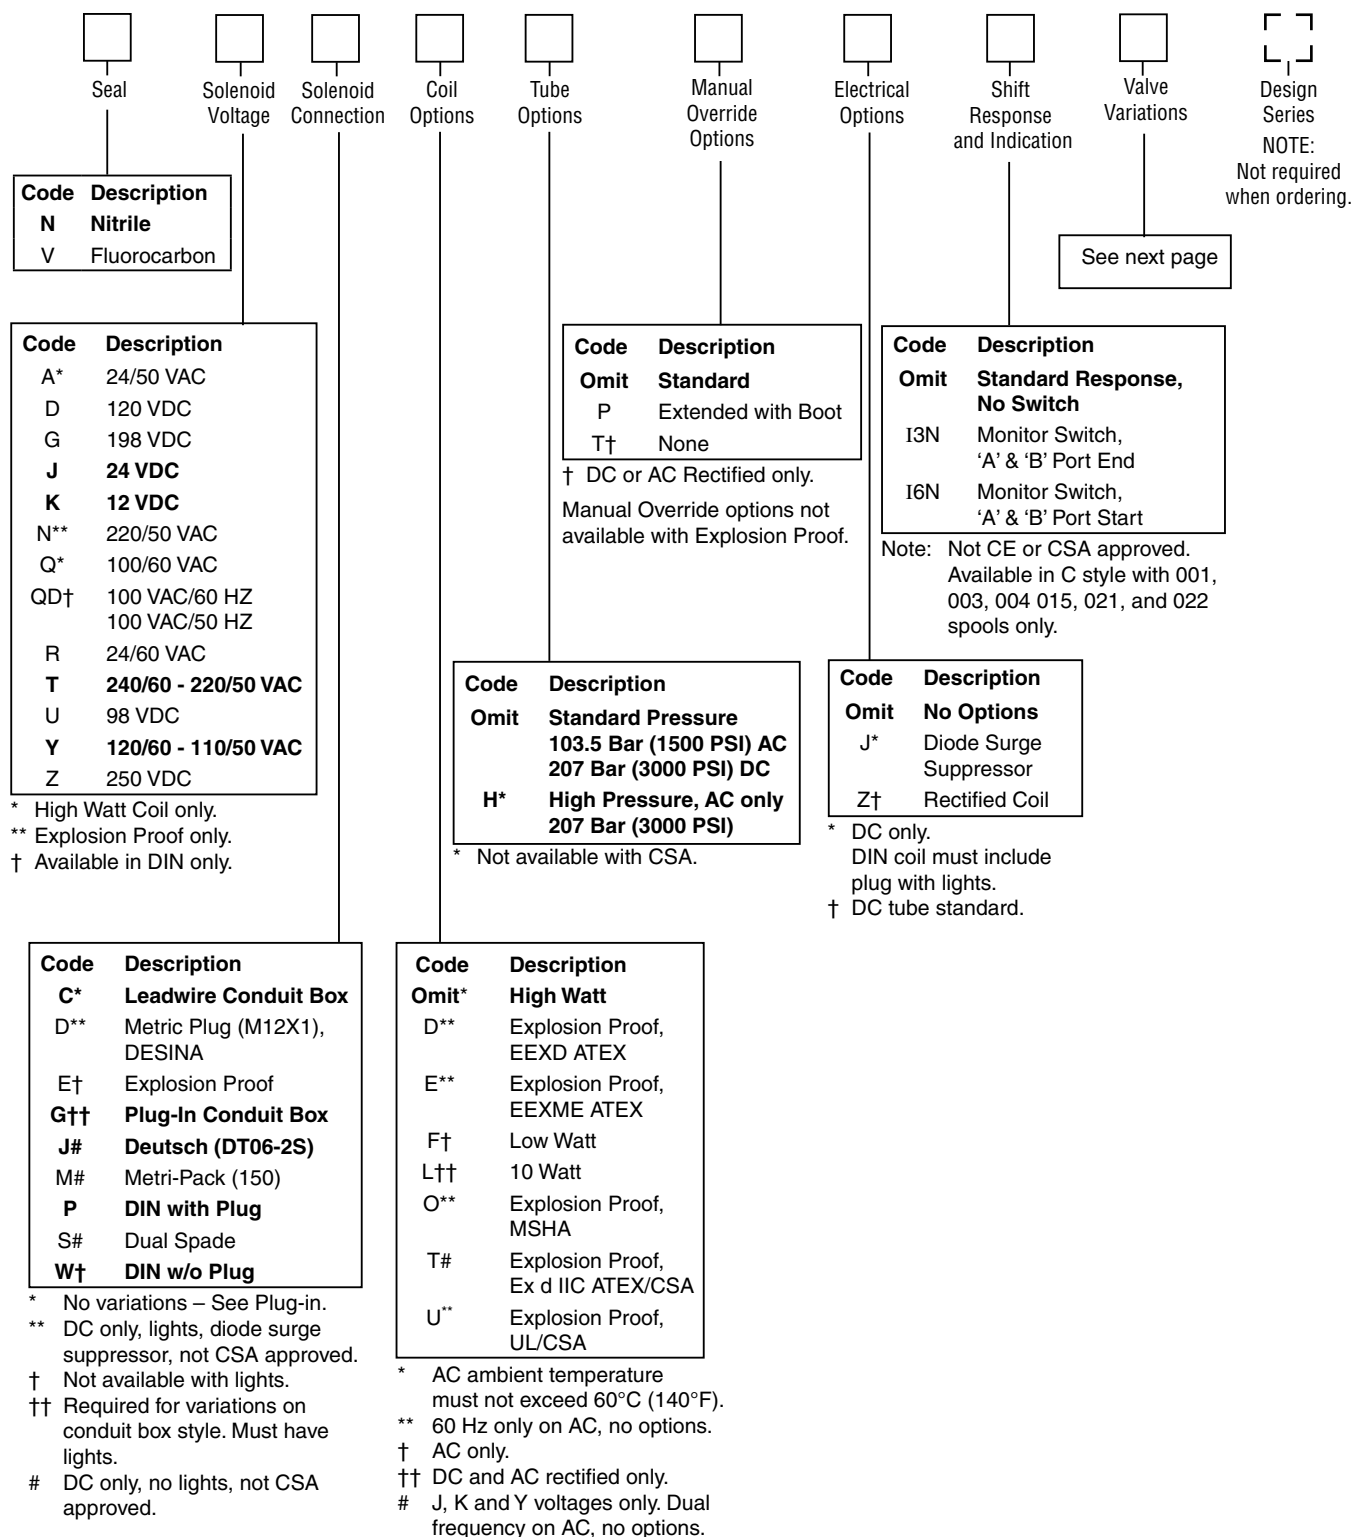 Seal
Solenoid
Voltage
Solenoid
Connection
Coil
Options
Tube
Options
Manual
Override
Options
Electrical
Options
Shift
Response
and Indication
Valve
Variations
Design
Series
NOTE:
Not required
when ordering.
Code Description
N Nitrile
V Fluorocarbon
See next page
Code Description
A* 24/50 VAC
D 120 VDC
G 198 VDC
J 24 VDC
K 12 VDC
N** 220/50 VAC
Q* 100/60 VAC
QD† 100 VAC/60 HZ
100 VAC/50 HZ
R 24/60 VAC
T 240/60 - 220/50 VAC
U 98 VDC
Y 120/60 - 110/50 VAC
Z 250 VDC
* High Watt Coil only.
** Explosion Proof only.
† Available in DIN only.
Code Description
Omit Standard
P Extended with Boot
T† None
† DC or AC Rectified only.
Manual Override options not
available with Explosion Proof.
Code Description
Omit Standard Response,
No Switch
I3N Monitor Switch,
‘A’ & ‘B’ Port End
I6N Monitor Switch,
‘A’ & ‘B’ Port Start
Note: Not CE or CSA approved.
Available in C style with 001,
003, 004 015, 021, and 022
spools only.
Code Description
Omit Standard Pressure
103.5 Bar (1500 PSI) AC
207 Bar (3000 PSI) DC
H* High Pressure, AC only
207 Bar (3000 PSI)
* Not available with CSA.
Code Description
Omit No Options
J* Diode Surge
Suppressor
Z† Rectified Coil
* DC only.
DIN coil must include
plug with lights.
† DC tube standard.
Code Description
C* Leadwire Conduit Box
D** Metric Plug (M12X1),
DESINA
E† Explosion Proof
G†† Plug-In Conduit Box
J# Deutsch (DT06-2S)
M# Metri-Pack (150)
P DIN with Plug
S# Dual Spade
W† DIN w/o Plug
* No variations – See Plug-in.
** DC only, lights, diode surge
suppressor, not CSA approved.
† Not available with lights.
†† Required for variations on
conduit box style. Must have
lights.
# DC only, no lights, not CSA
approved.
Code Description
Omit* High Watt
D** Explosion Proof,
EEXD ATEX
E** Explosion Proof,
EEXME ATEX
F† Low Watt
L†† 10 Watt
O** Explosion Proof,
MSHA
T# Explosion Proof,
Ex d IIC ATEX/CSA
U** Explosion Proof,
UL/CSA
* AC ambient temperature
must not exceed 60°C (140°F).
** 60 Hz only on AC, no options.
† AC only.
†† DC and AC rectified only.
# J, K and Y voltages only. Dual
frequency on AC, no options.